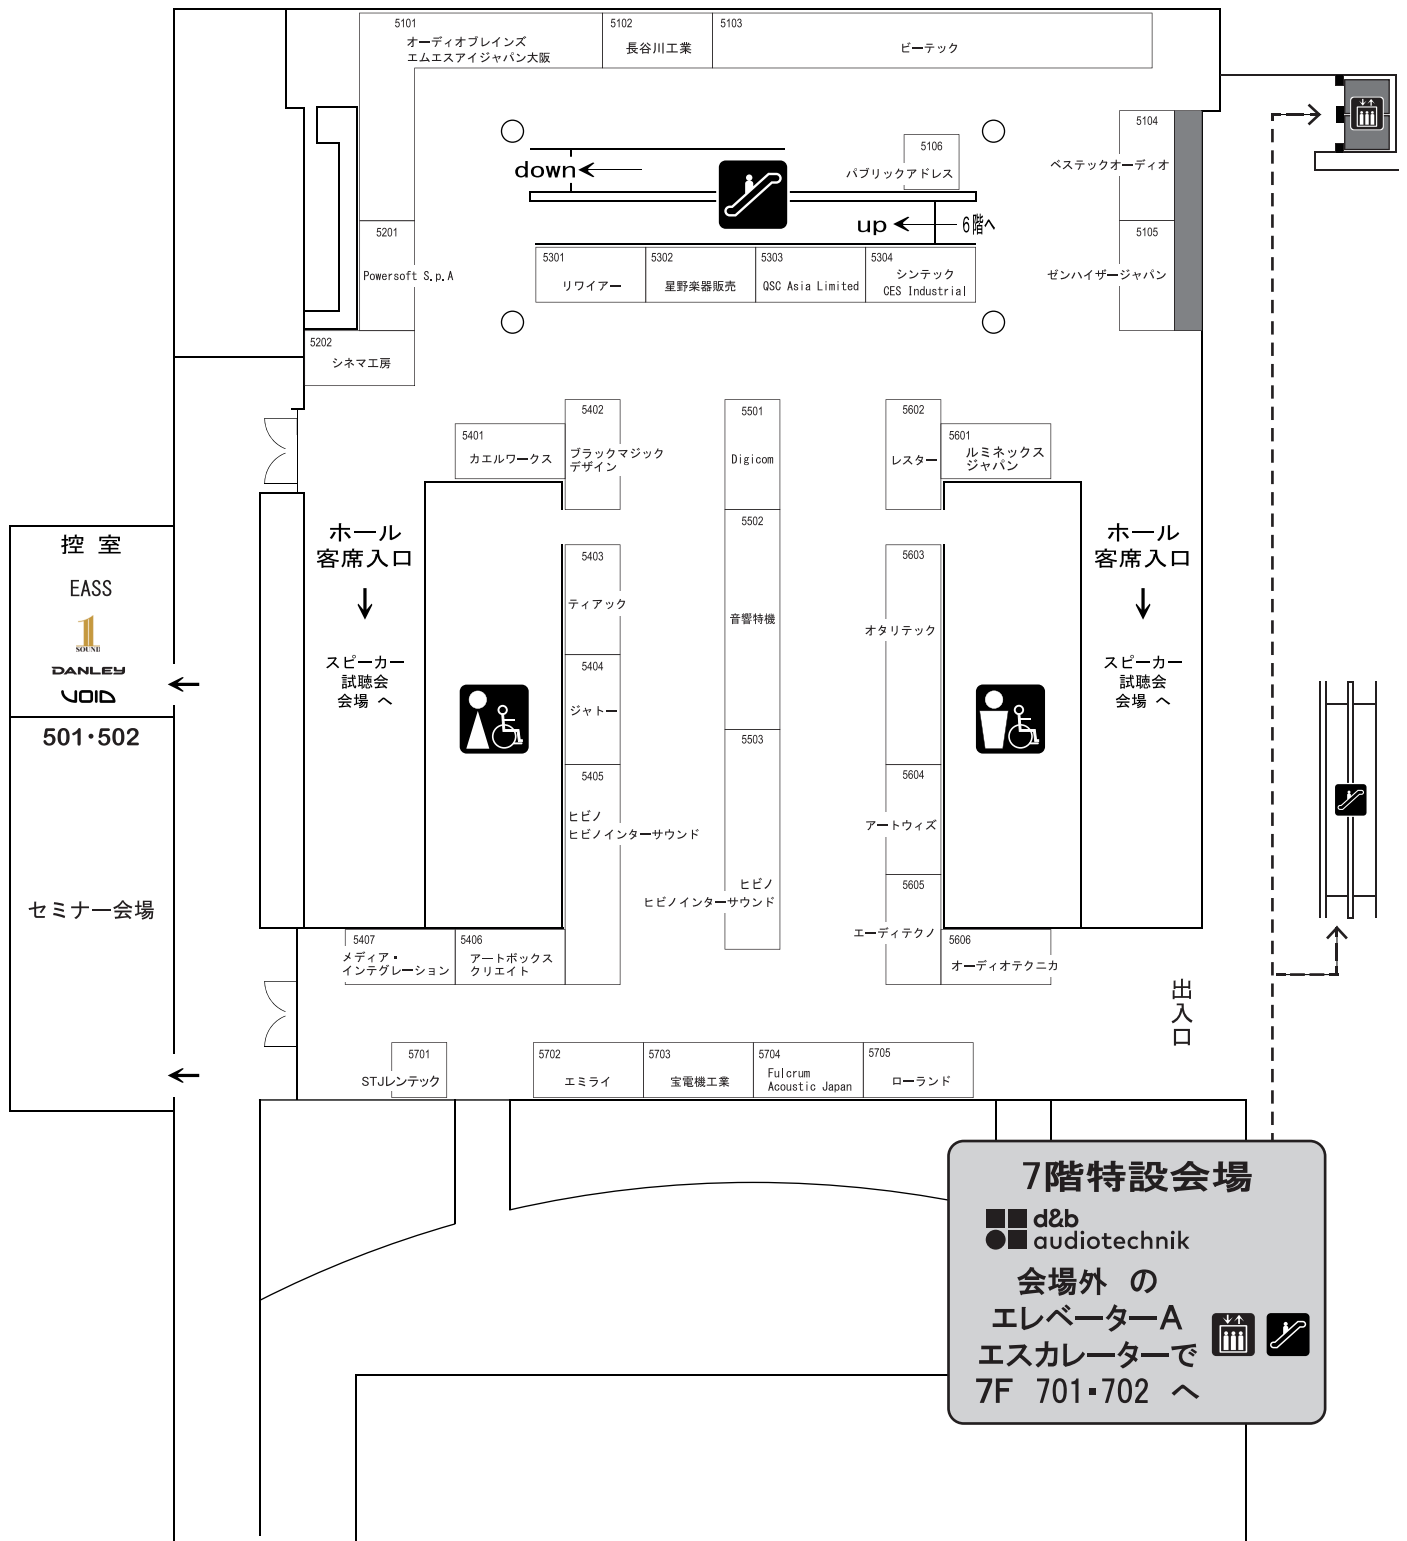 5101
オーディオブレインズ
エムエスアイジャパン大阪
5102
長谷川工業
5103
ビーテック
5104
ベステックオーディオ
5106
パブリックアドレス
down
up
6階へ
5201
Powersoft S.p.A
5105
ゼンハイザージャパン
5301
リワイアー
5302
星野楽器販売
5303
QSC Asia Limited
5304
シンテック
CES Industrial
5202
シネマ工房
5401
カエルワークス
5402
ブラックマジック
デザイン
5501
Digicom
5602
レスター
5601
ルミネックス
ジャパン
控 室
EASS
1
SOUND
DANLEY
VOID
501・502
セミナー会場
ホール
客席入口
スピーカー
試聴会
会場 へ
5403
ティアック
5404
ジャトー
5405
ヒビノ
ヒビノインターサウンド
5502
音響特機
5503
ヒビノ
ヒビノインターサウンド
5603
オタリテック
5604
アートウィズ
5605
エーディテクノ
ホール
客席入口
スピーカー
試聴会
会場 へ
5407
メディア・
インテグレーション
5406
アートボックス
クリエイト
5606
オーディオテクニカ
出入口
5701
STJレンテック
5702
エミライ
5703
宝電機工業
5704
Fulcrum
Acoustic Japan
5705
ローランド
7階特設会場
d&b
audiotechnik
会場外 の
エレベーターA
エスカレーターで
7F 701・702 へ